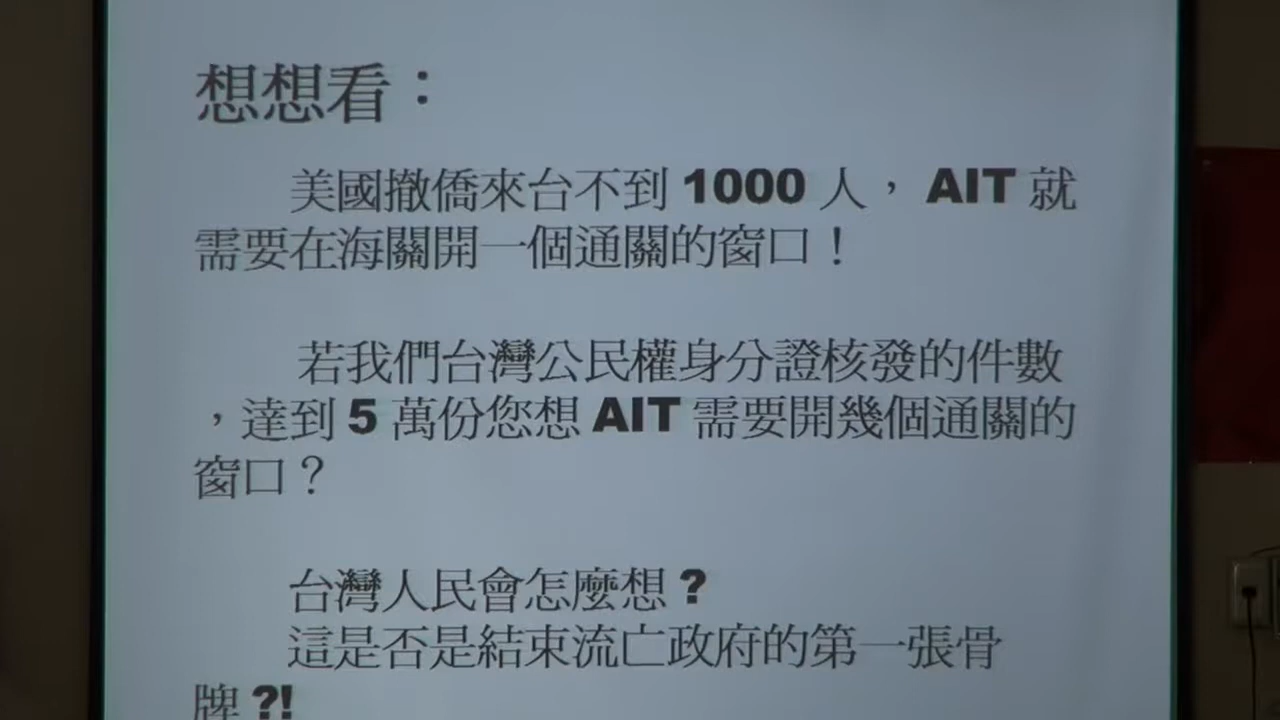 想想看：
美國撤僑來台不到 1000 人， AIT 就
需要在海關開一個通關的窗口！
若我們台灣公民權身分證核發的件數
，達到 5 萬份您想 AIT 需要開幾個通關的
窗口？
台灣人民會怎麼想？
這是否是結束流亡政府的第一張骨
牌 ?!